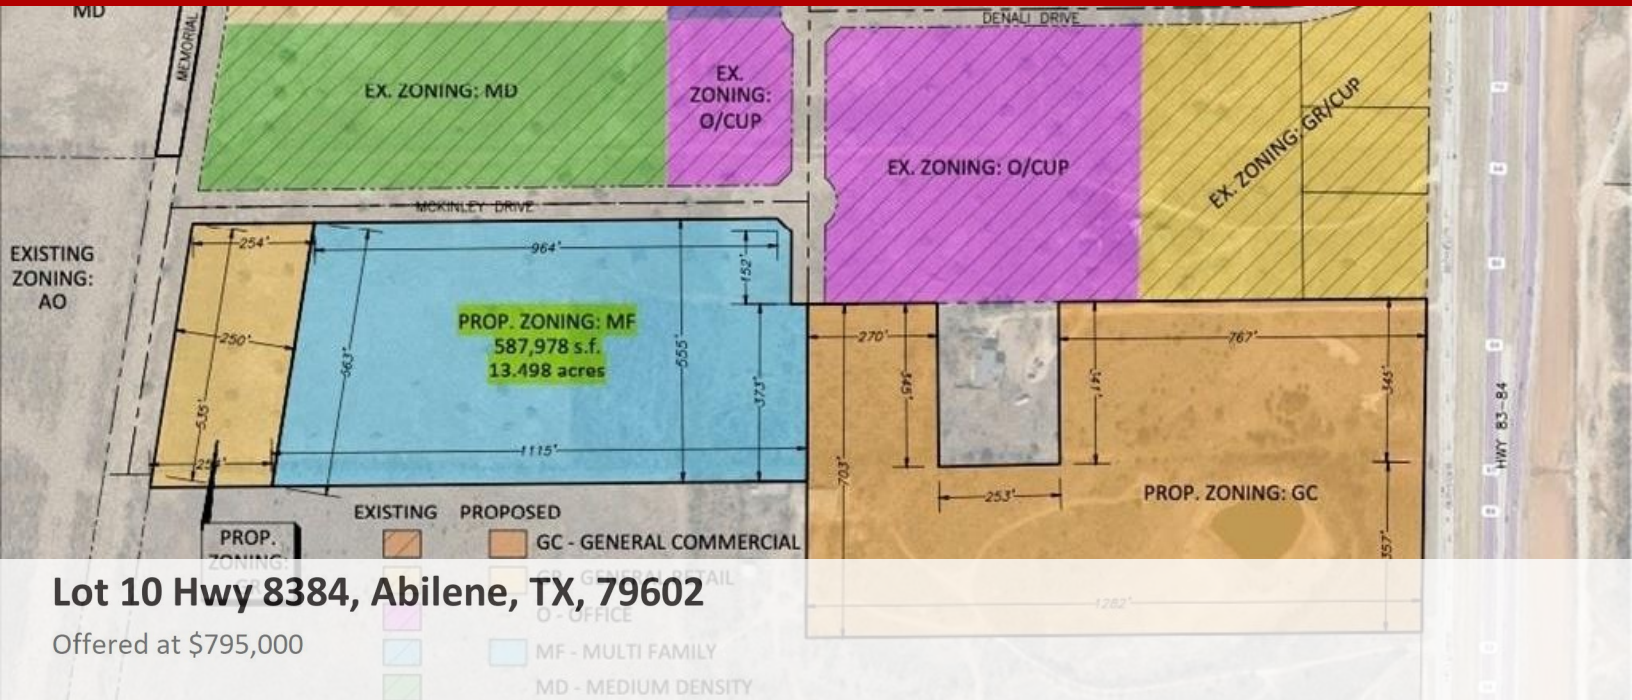 MD
MEMORIAL
DENALI DRIVE
EX. ZONING: MD
EX.
ZONING:
O/CUP
EX. ZONING: O/CUP
EX. ZONING: GR/CUP
MCKINLEY DRIVE
EXISTING
ZONING:
AO
254'
964'
152'
PROP. ZONING: MF
587,978 s.f.
13.498 acres
250'
563'
555'
373'
535'
1115'
270'
345'
341'
767'
345'
703'
253'
PROP. ZONING: GC
HWY 83-84
357'
1282'
PROP.
ZONING:
EXISTING PROPOSED
GC - GENERAL COMMERCIAL
GR - GENERAL RETAIL
O - OFFICE
MF - MULTI FAMILY
MD - MEDIUM DENSITY
Lot 10 Hwy 8384, Abilene, TX, 79602
Offered at $795,000